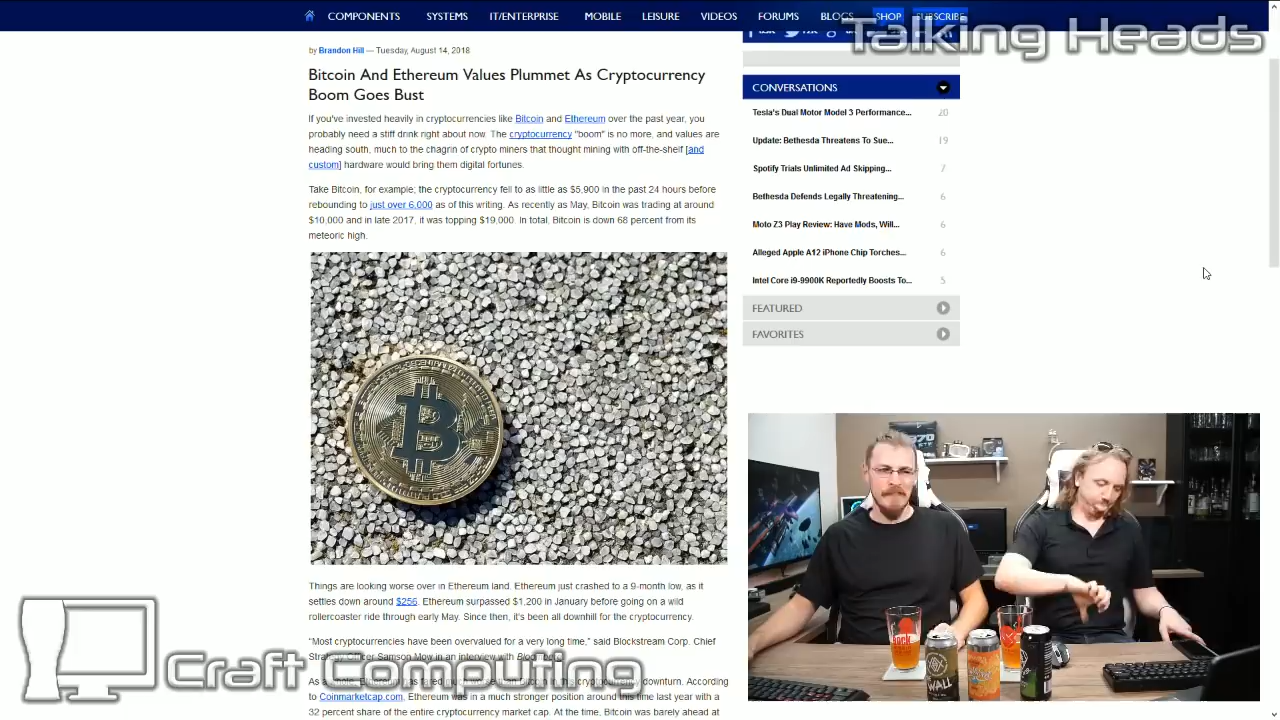 COMPONENTS SYSTEMS IT/ENTERPRISE MOBILE LEISURE VIDEOS FORUMS BLOGS SHOP SUBSCRIBE
Talking Heads
by Brandon Hill — Tuesday, August 14, 2018
Bitcoin And Ethereum Values Plummet As Cryptocurrency
Boom Goes Bust
If you've invested heavily in cryptocurrencies like Bitcoin and Ethereum over the past year, you
probably need a stiff drink right about now. The cryptocurrency "boom" is no more, and values are
heading south, much to the chagrin of crypto miners that thought mining with off-the-shelf [and
custom] hardware would bring them digital fortunes.
Take Bitcoin, for example; the cryptocurrency fell to as little as $5,900 in the past 24 hours before
rebounding to just over 6,000 as of this writing. As recently as May, Bitcoin was trading at around
$10,000 and in late 2017, it was topping $19,000. In total, Bitcoin is down 68 percent from its
meteoric high.
Things are looking worse over in Ethereum land. Ethereum just crashed to a 9-month low, as it
settles down around $256. Ethereum surpassed $1,200 in January before going on a wild
rollercoaster ride through early May. Since then, it's been all downhill for the cryptocurrency.
"Most cryptocurrencies have been overvalued for a very long time," said Blockstream Corp. Chief
Strategy Officer Samson Mow in an interview with
As a whole, Ethereum has fared in cryptocurrency downturn. According
to Coinmarketcap.com, Ethereum was in a much stronger position around this time last year with a
32 percent share of the entire cryptocurrency market cap. At the time, Bitcoin was barely ahead at
CONVERSATIONS
Tesla's Dual Motor Model 3 Performance... 20
Update: Bethesda Threatens To Sue... 19
Spotify Trials Unlimited Ad Skipping... 7
Bethesda Defends Legally Threatening... 6
Moto Z3 Play Review: Have Mods, Will... 6
Alleged Apple A12 iPhone Chip Torches... 6
Intel Core i9-9900K Reportedly Boosts To... 5
FEATURED
FAVORITES
WALL
Craft Computing